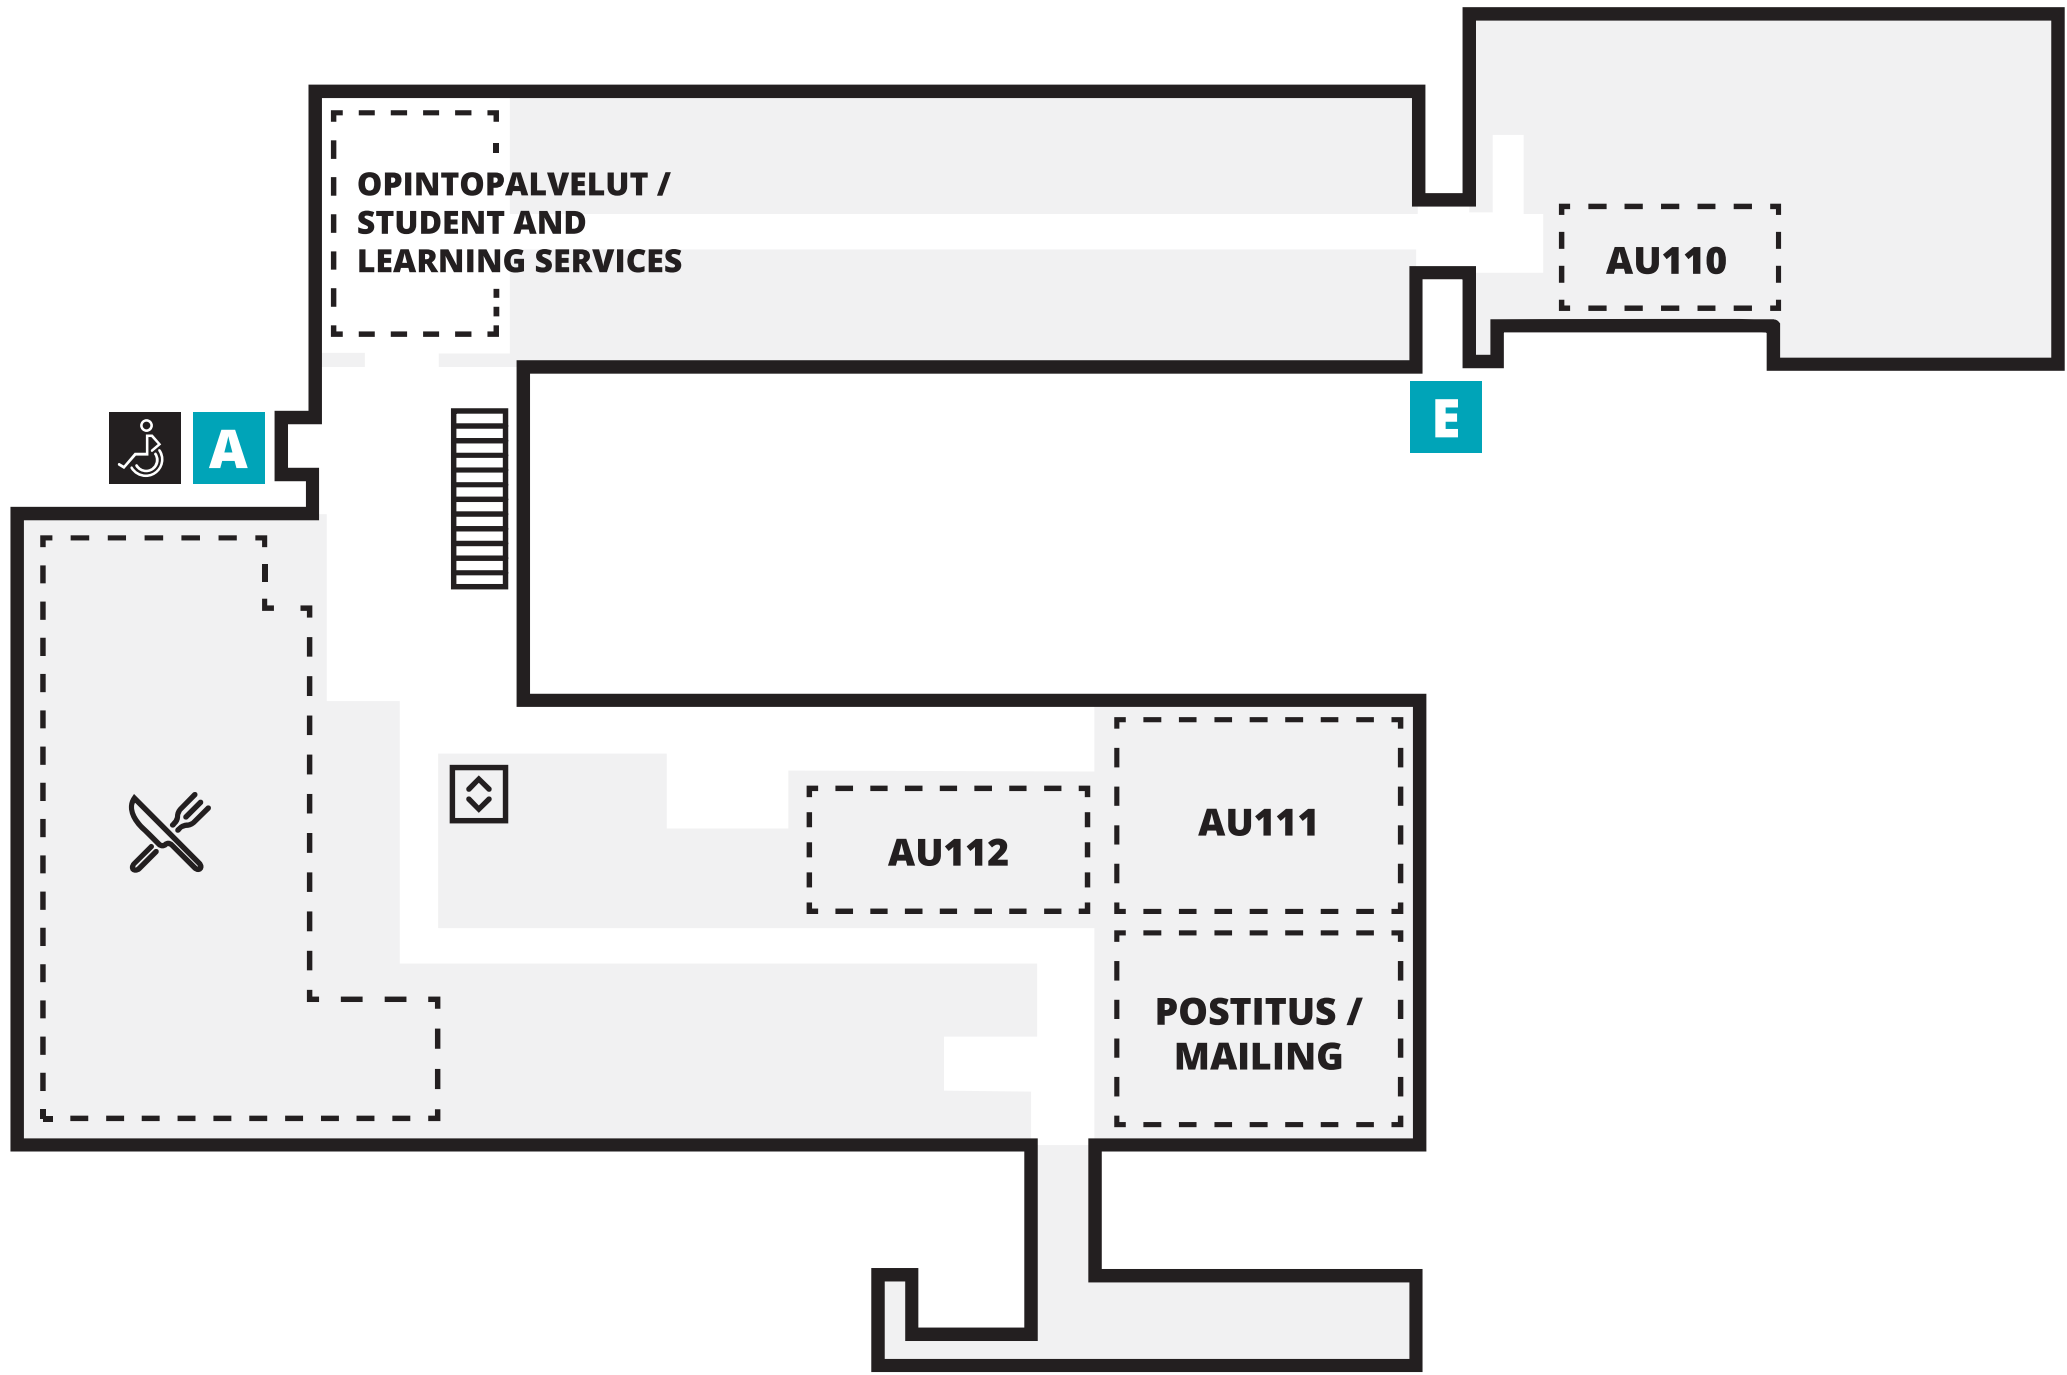 OPINTOPALVELUT /
STUDENT AND
LEARNING SERVICES
AU110
A
E
AU111
AU112
POSTITUS /
MAILING